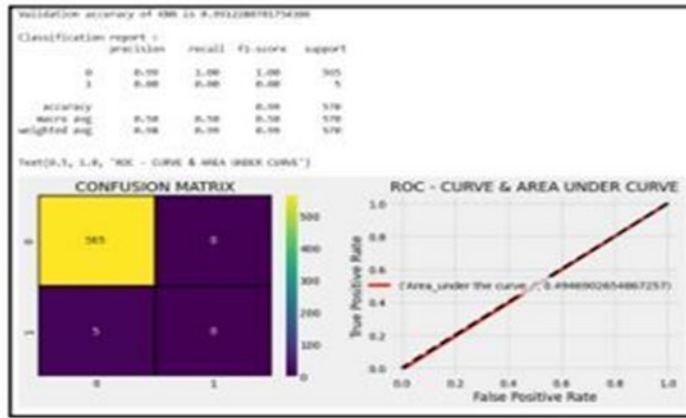 Validation accuracy of KNN is 0.9912280701754386
Classification report :
precision recall f1-score support
0 0.99 1.00 1.00 565
1 0.00 0.00 0.00 5
accuracy 0.99 570
macro avg 0.50 0.50 0.50 570
weighted avg 0.98 0.99 0.99 570
Text(0.5, 1.0, 'ROC - CURVE & AREA UNDER CURVE')
CONFUSION MATRIX
565 0
5 0
0 1
0 1
500
400
300
200
100
0
ROC - CURVE & AREA UNDER CURVE
True Positive Rate
1.0
0.8
0.6
0.4
0.2
0.0
('Area_under the curve :', 0.4946902654867257)
0.0 0.2 0.4 0.6 0.8 1.0
False Positive Rate